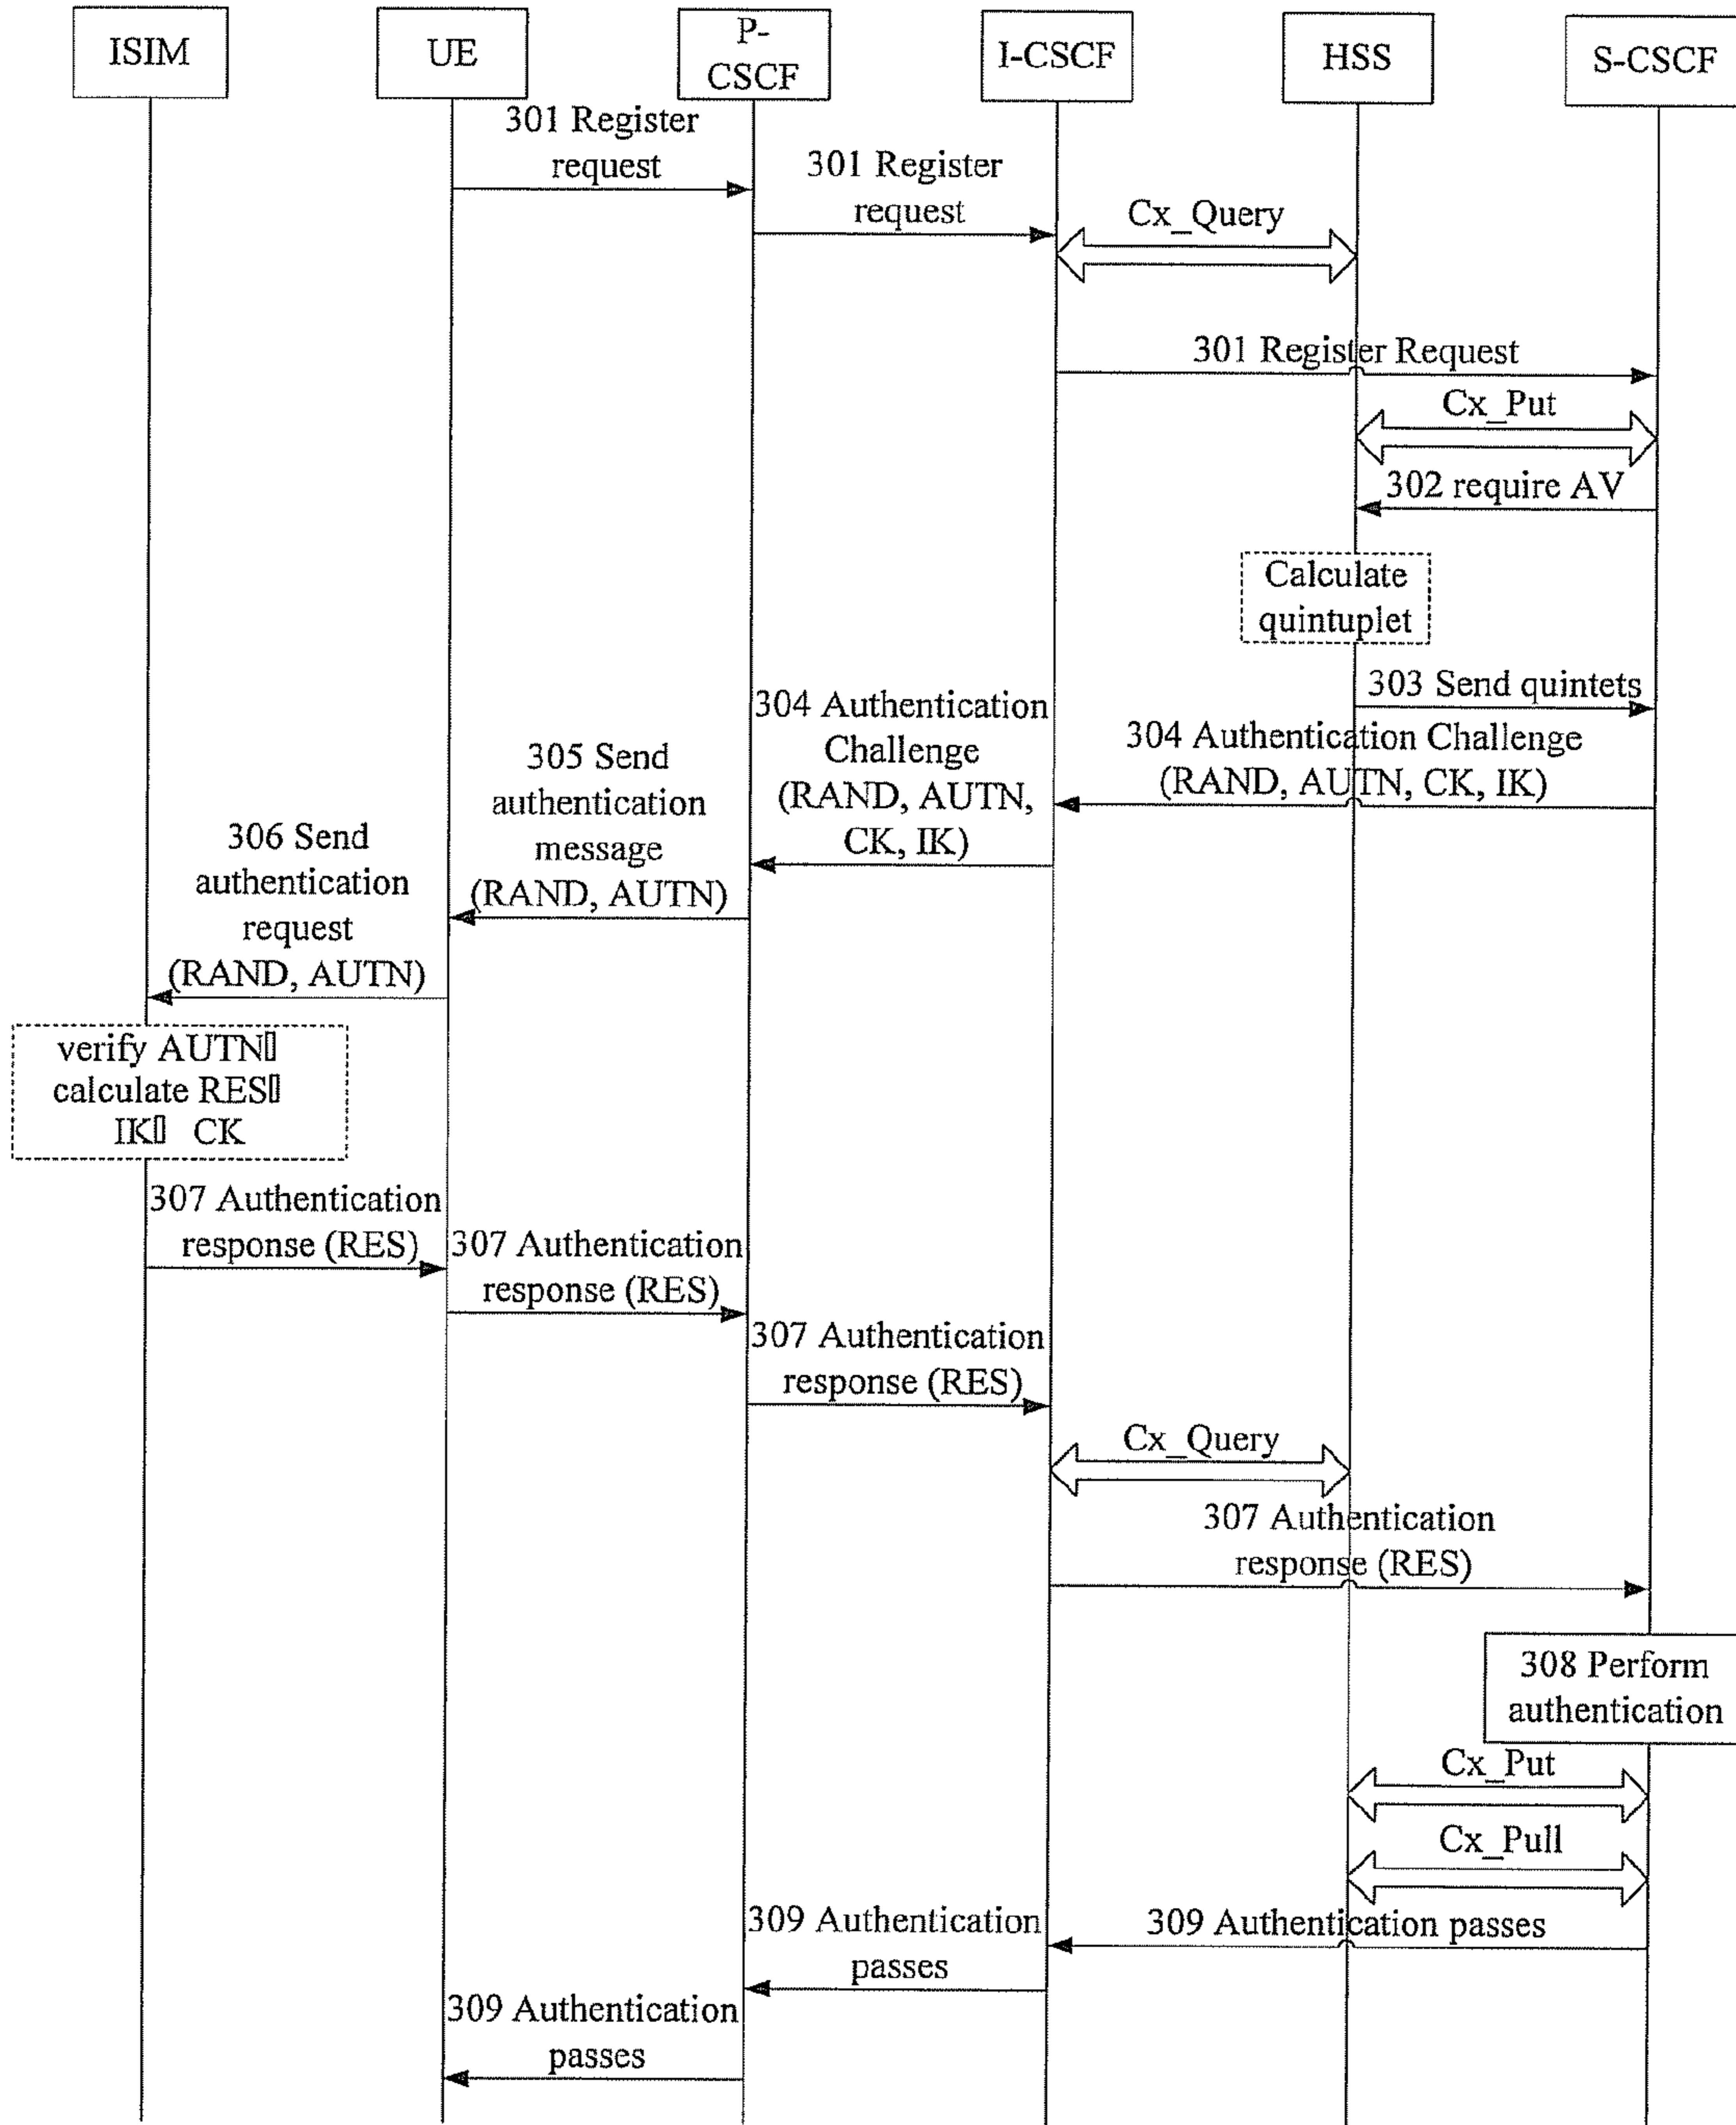 ISIM
UE
P-
CSCF
I-CSCF
HSS
S-CSCF
301 Register
request
301 Register
request
Cx_Query
301 Register Request
Cx_Put
302 require AV
Calculate
quintuplet
303 Send quintets
304 Authentication Challenge
(RAND, AUTN, CK, IK)
304 Authentication
Challenge
(RAND, AUTN,
CK, IK)
305 Send
authentication
message
(RAND, AUTN)
306 Send
authentication
request
(RAND, AUTN)
verify AUTN▯
calculate RES▯
IK▯ CK
307 Authentication
response (RES)
307 Authentication
response (RES)
307 Authentication
response (RES)
Cx_Query
307 Authentication
response (RES)
308 Perform
authentication
Cx_Put
Cx_Pull
309 Authentication passes
309 Authentication
passes
309 Authentication
passes